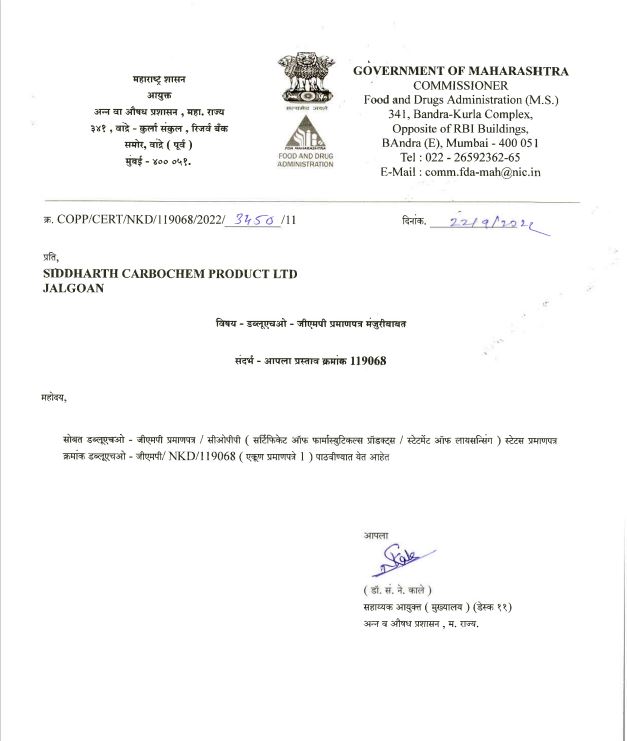 महाराष्ट्र शासन
आयुक्त
अन्न वा औषध प्रशासन , महा. राज्य
३४१ , वांद्रे - कुर्ला संकुल , रिजर्व बँक
समोर, वांद्रे ( पूर्व )
मुंबई - ४०० ०५१.
सत्यमेव जयते
FDA MAHARASHTRA
FOOD AND DRUG
ADMINISTRATION
GOVERNMENT OF MAHARASHTRA
COMMISSIONER
Food and Drugs Administration (M.S.)
341, Bandra-Kurla Complex,
Opposite of RBI Buildings,
BAndra (E), Mumbai - 400 051
Tel : 022 - 26592362-65
E-Mail : comm.fda-mah@nic.in
क्र. COPP/CERT/NKD/119068/2022/ 3450 /11
दिनांक. 22/9/2022
प्रति,
SIDDHARTH CARBOCHEM PRODUCT LTD
JALGOAN
विषय - डब्लूएचओ - जीएमपी प्रमाणपत्र मंजुरीबाबत
संदर्भ - आपला प्रस्ताव क्रमांक 119068
महोदय,
सोबत डब्लूएचओ - जीएमपी प्रमाणपत्र / सीओपीपी ( सर्टिफिकेट ऑफ फार्मास्युटिकल्स प्रॉडक्ट्स / स्टेटमेंट ऑफ लायसन्सिंग ) स्टेटस प्रमाणपत्र
क्रमांक डब्लूएचओ - जीएमपी/ NKD/119068 ( एकूण प्रमाणपत्रे 1 ) पाठवीण्यात येत आहेत
आपला
( डॉ. सं. ने. काले )
सहाय्यक आयुक्त ( मुख्यालय ) (डेस्क ११)
अन्न व औषध प्रशासन , म. राज्य.